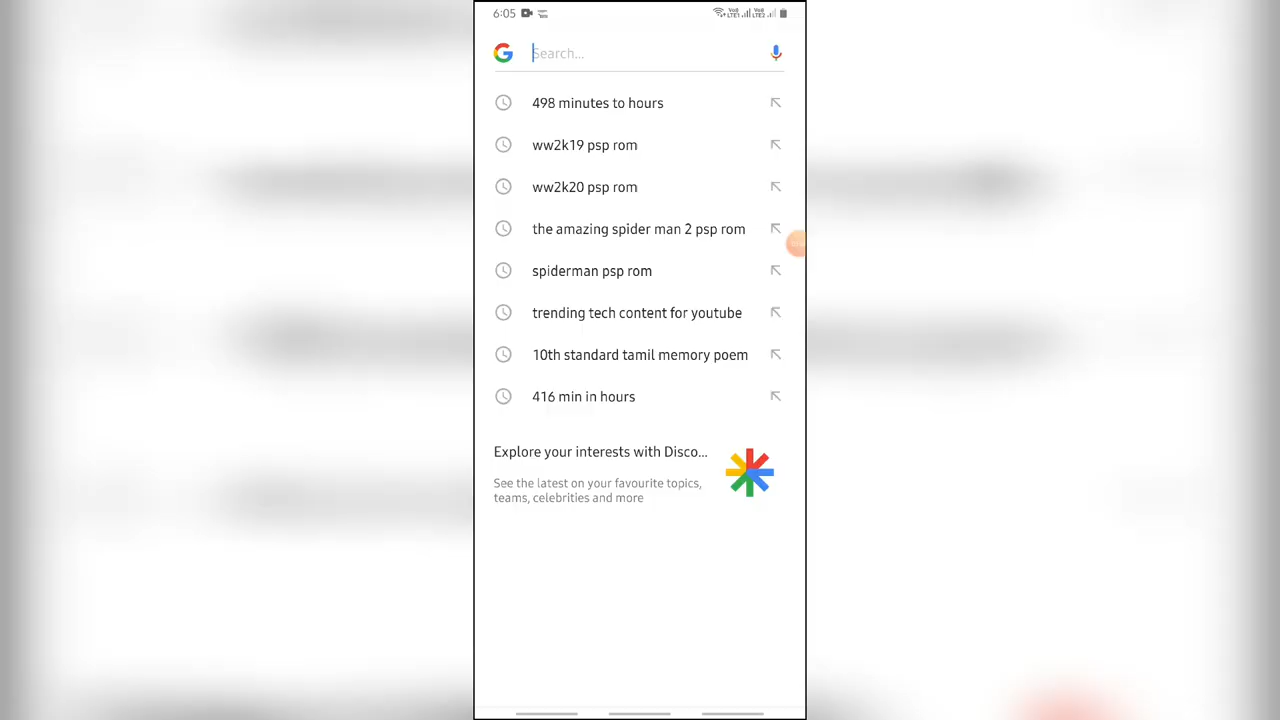 6:05
Search...
498 minutes to hours
ww2k19 psp rom
ww2k20 psp rom
the amazing spider man 2 psp rom
spiderman psp rom
trending tech content for youtube
10th standard tamil memory poem
416 min in hours
Explore your interests with Disco...
See the latest on your favourite topics,
teams, celebrities and more